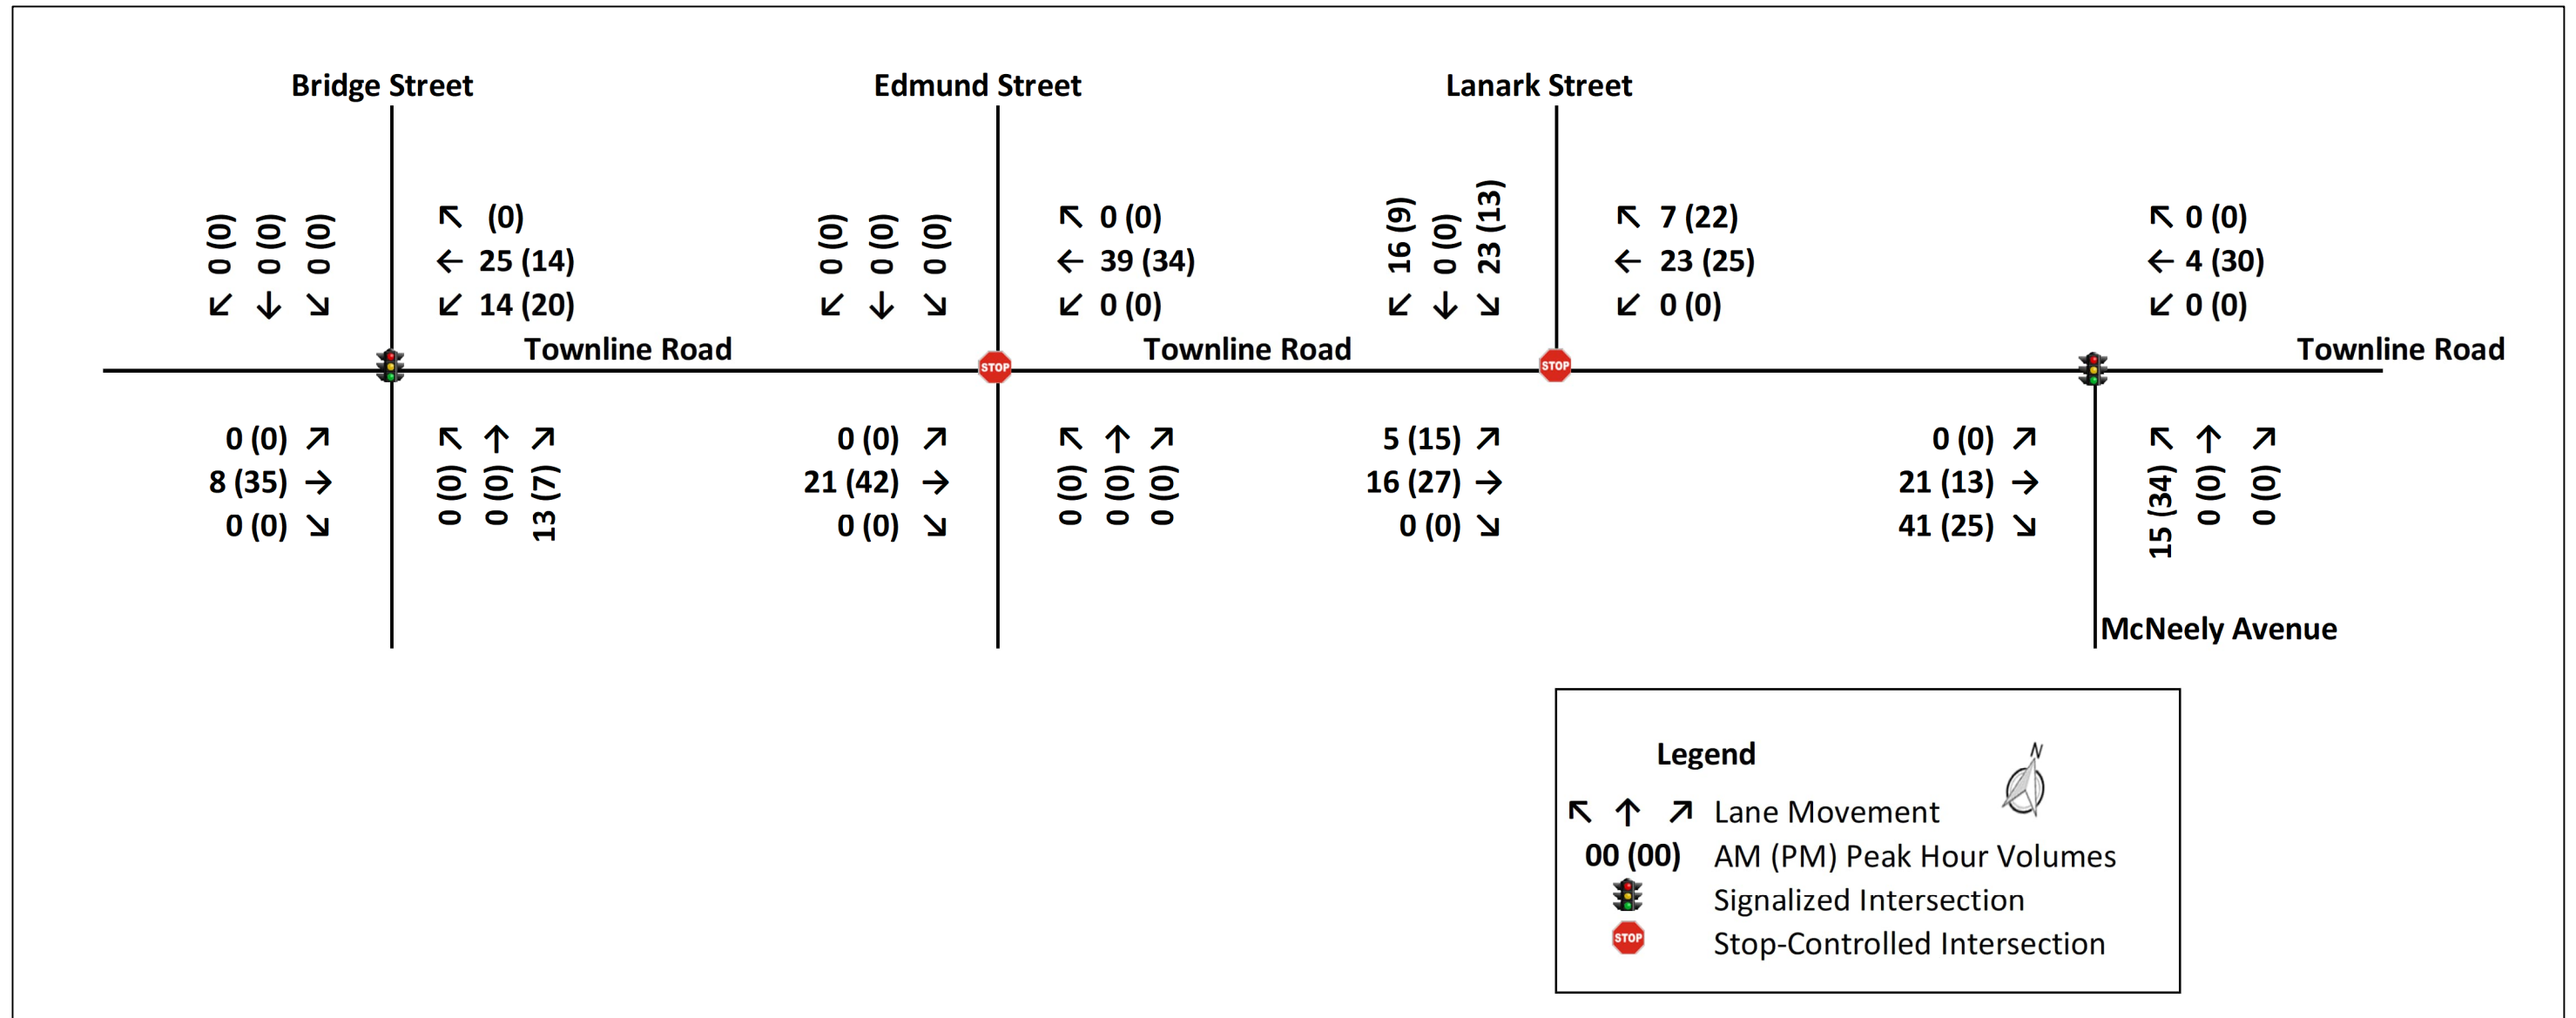 Bridge Street
Edmund Street
Lanark Street
0 (0)
0 (0)
0 (0)
(0)
25 (14)
14 (20)
0 (0)
0 (0)
0 (0)
0 (0)
39 (34)
0 (0)
16 (9)
0 (0)
23 (13)
7 (22)
23 (25)
0 (0)
0 (0)
4 (30)
0 (0)
Townline Road
Townline Road
Townline Road
STOP
STOP
0 (0)
8 (35)
0 (0)
0 (0)
0 (0)
13 (7)
0 (0)
21 (42)
0 (0)
0 (0)
0 (0)
0 (0)
5 (15)
16 (27)
0 (0)
0 (0)
21 (13)
41 (25)
15 (34)
0 (0)
0 (0)
McNeely Avenue
Legend
N
Lane Movement
00 (00) AM (PM) Peak Hour Volumes
Signalized Intersection
STOP Stop-Controlled Intersection